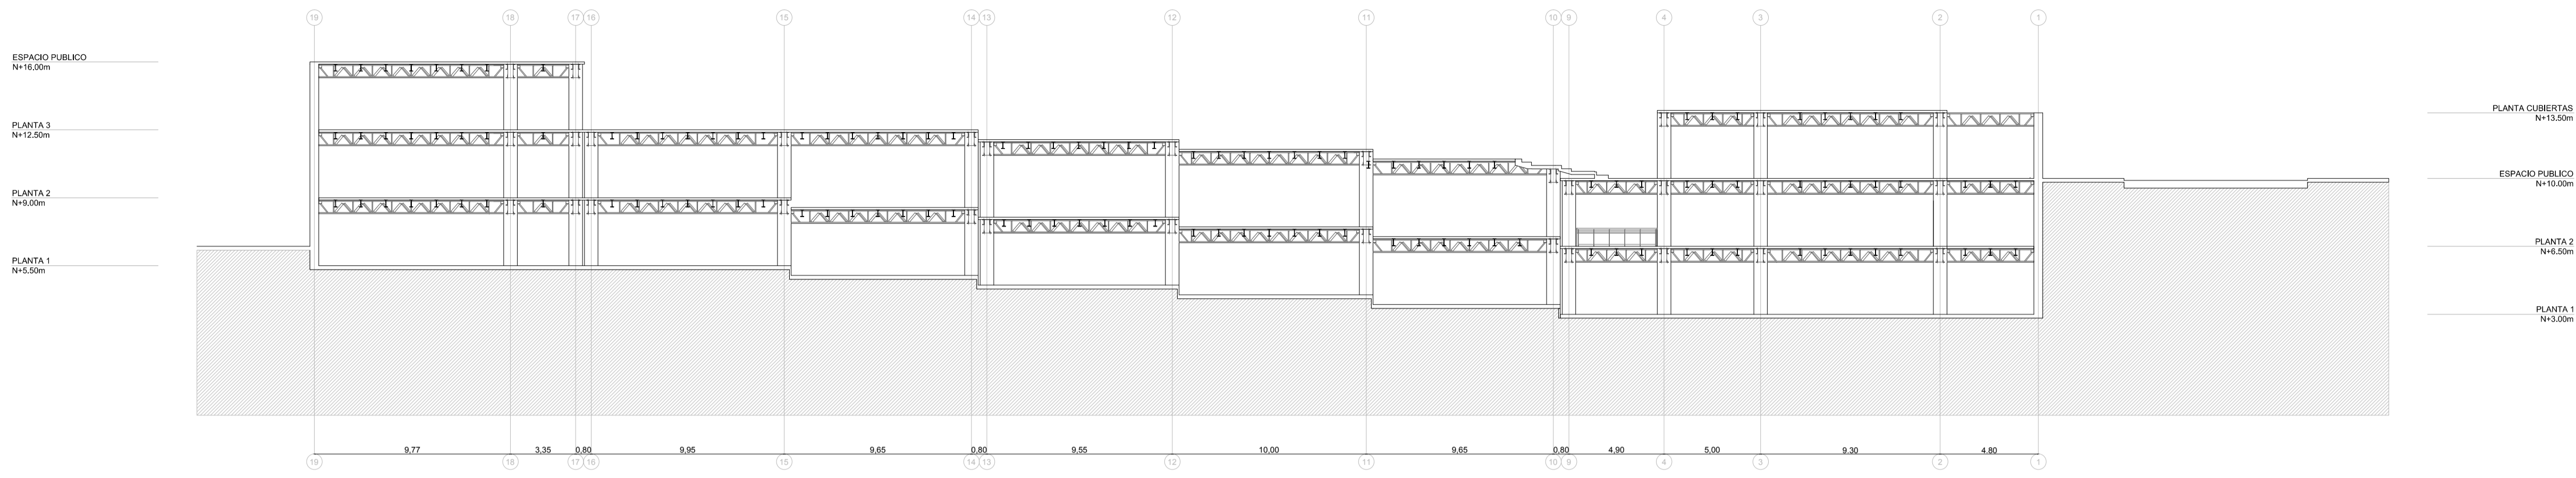 19 18 17 16 15 14 13 12 11 10 9 4 3 2 1
ESPACIO PUBLICO
N+16,00m
PLANTA 3
N+12.50m
PLANTA 2
N+9.00m
PLANTA 1
N+5.50m
PLANTA CUBIERTAS
N+13.50m
ESPACIO PUBLICO
N+10.00m
PLANTA 2
N+6.50m
PLANTA 1
N+3.00m
9,77 3,35 0,80 9,95 9,65 0,80 9,55 10,00 9,65 0,80 4,90 5,00 9.30 4.80
19 18 17 16 15 14 13 12 11 10 9 4 3 2 1